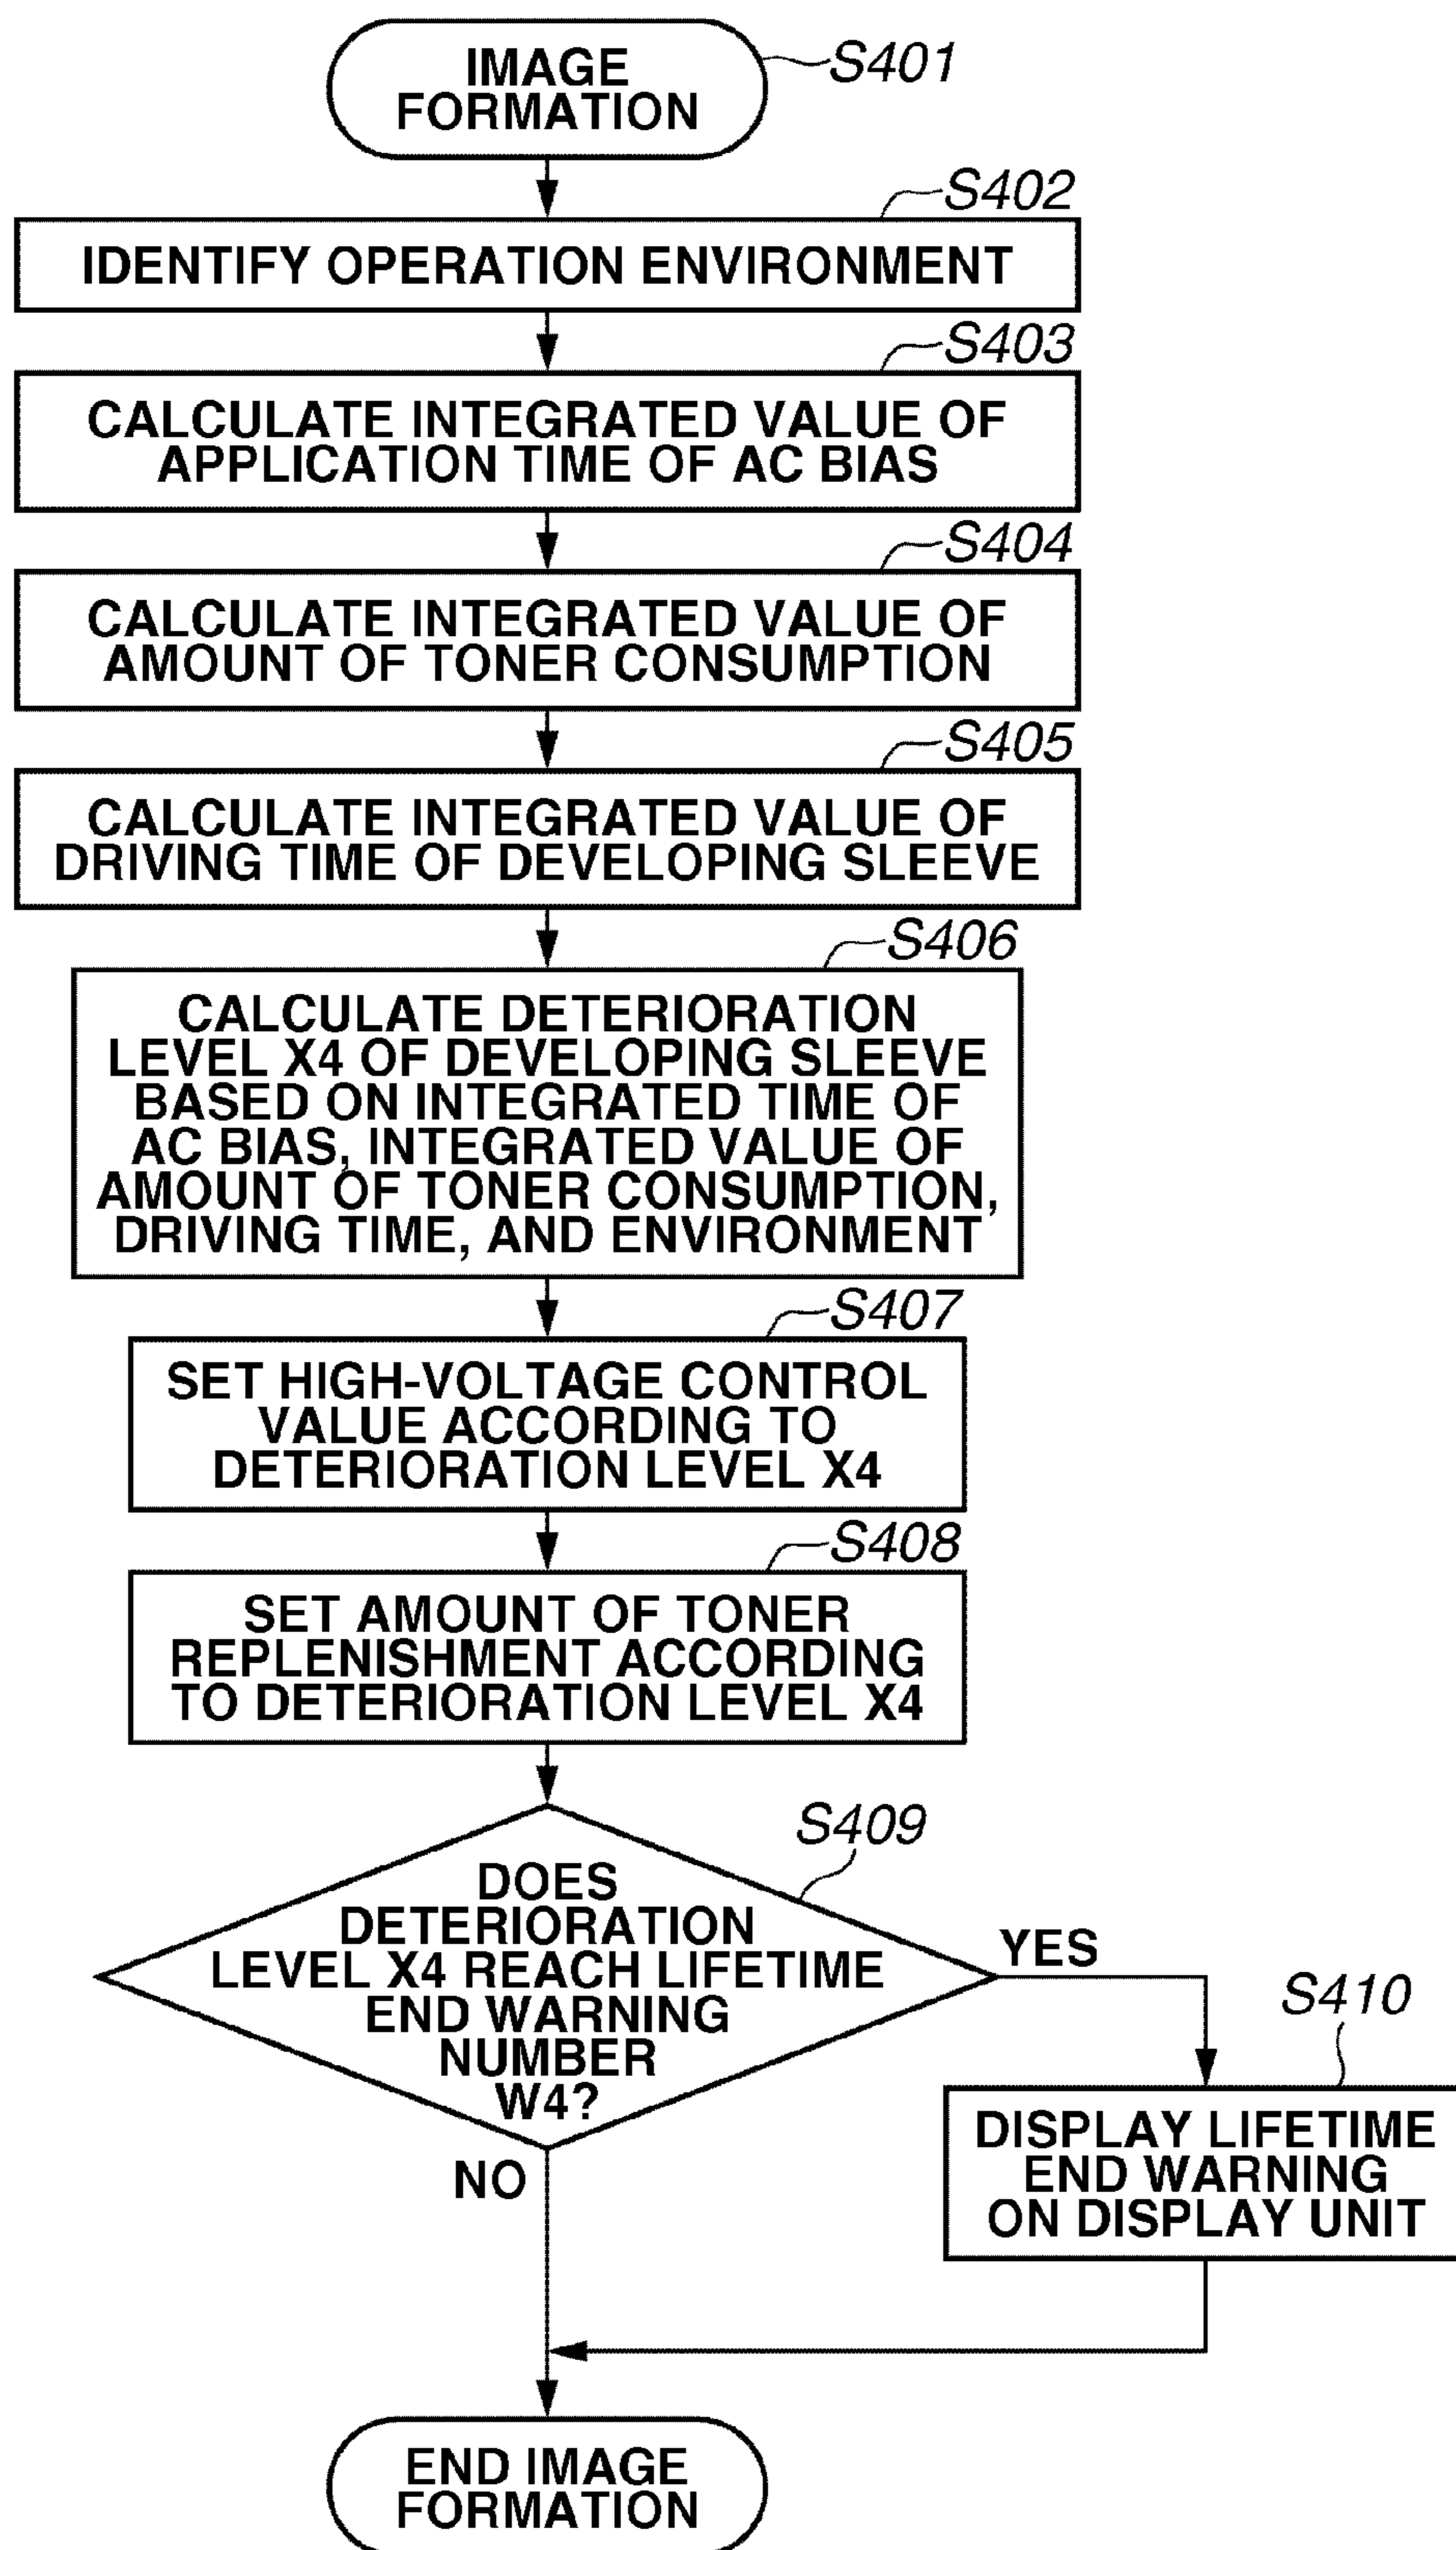 IMAGE
FORMATION
S401
S402
IDENTIFY OPERATION ENVIRONMENT
S403
CALCULATE INTEGRATED VALUE OF
APPLICATION TIME OF AC BIAS
S404
CALCULATE INTEGRATED VALUE OF
AMOUNT OF TONER CONSUMPTION
S405
CALCULATE INTEGRATED VALUE OF
DRIVING TIME OF DEVELOPING SLEEVE
S406
CALCULATE DETERIORATION
LEVEL X4 OF DEVELOPING SLEEVE
BASED ON INTEGRATED TIME OF
AC BIAS, INTEGRATED VALUE OF
AMOUNT OF TONER CONSUMPTION,
DRIVING TIME, AND ENVIRONMENT
S407
SET HIGH-VOLTAGE CONTROL
VALUE ACCORDING TO
DETERIORATION LEVEL X4
S408
SET AMOUNT OF TONER
REPLENISHMENT ACCORDING
TO DETERIORATION LEVEL X4
S409
DOES
DETERIORATION
LEVEL X4 REACH LIFETIME
END WARNING
NUMBER
W4?
YES
S410
DISPLAY LIFETIME
END WARNING
ON DISPLAY UNIT
NO
END IMAGE
FORMATION